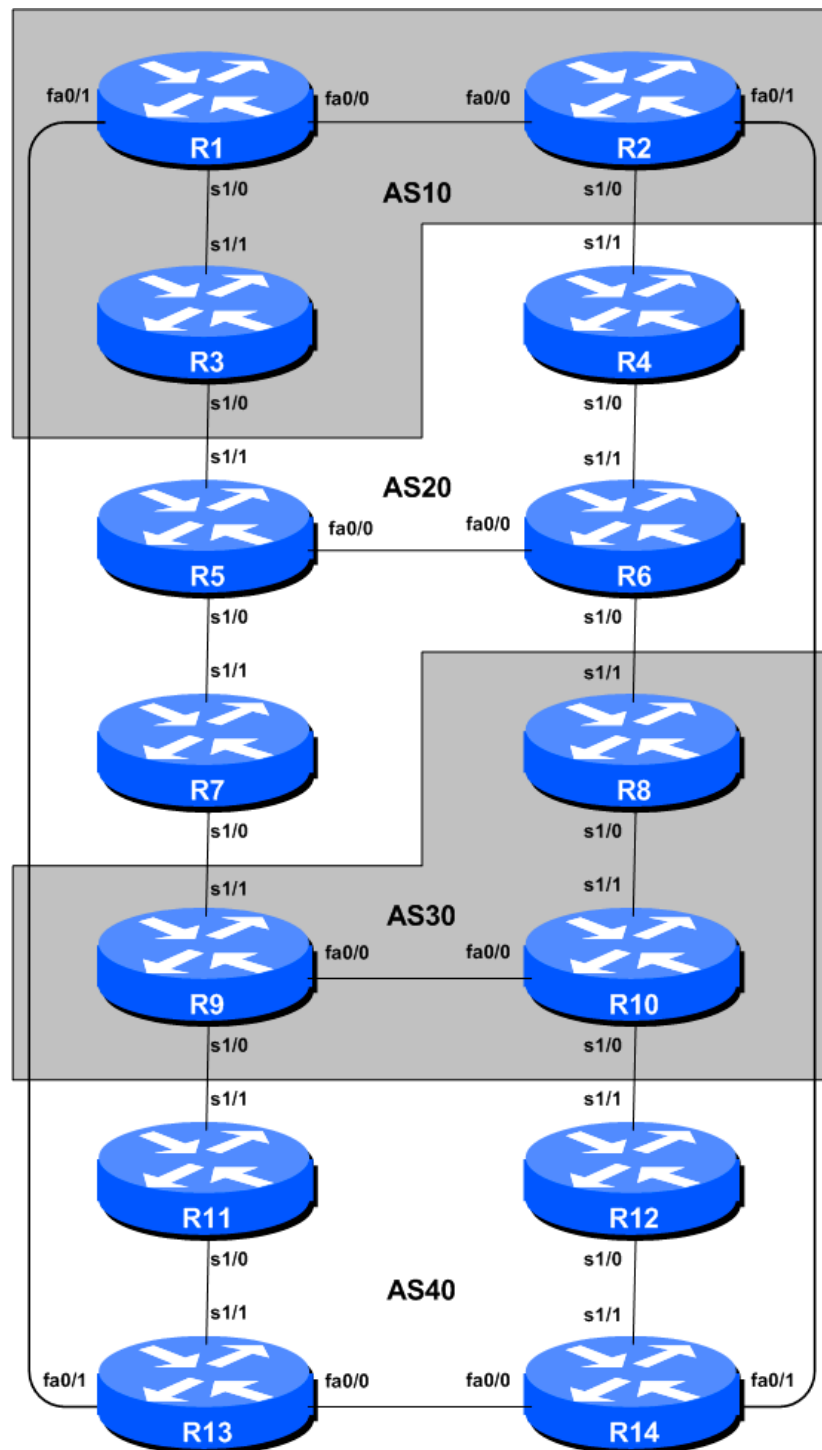 fa0/1 fa0/0 fa0/0 fa0/1
R1 R2
s1/0 AS10 s1/0
s1/1 s1/1
R3 R4
s1/0 s1/0
s1/1 AS20 s1/1
fa0/0 fa0/0
R5 R6
s1/0 s1/0
s1/1 s1/1
R7 R8
s1/0 s1/0
s1/1 AS30 s1/1
fa0/0 fa0/0
R9 R10
s1/0 s1/0
s1/1 s1/1
R11 R12
s1/0 s1/0
AS40
s1/1 s1/1
fa0/1 fa0/0 fa0/0 fa0/1
R13 R14